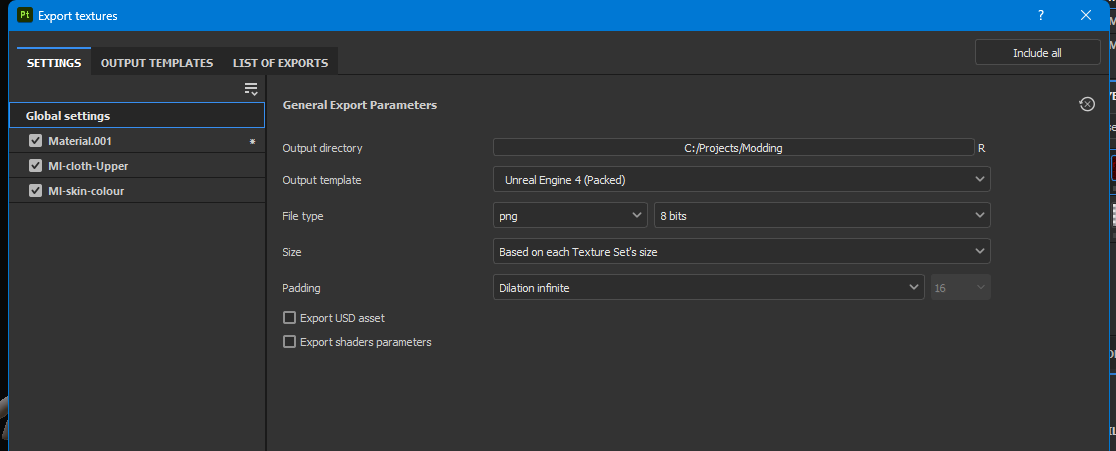 Pt Export textures ?
SETTINGS OUTPUT TEMPLATES LIST OF EXPORTS Include all
Global settings
Material.001 *
MI-cloth-Upper
MI-skin-colour
General Export Parameters
Output directory C:/Projects/Modding R
Output template Unreal Engine 4 (Packed)
File type png 8 bits
Size Based on each Texture Set's size
Padding Dilation infinite 16
Export USD asset
Export shaders parameters